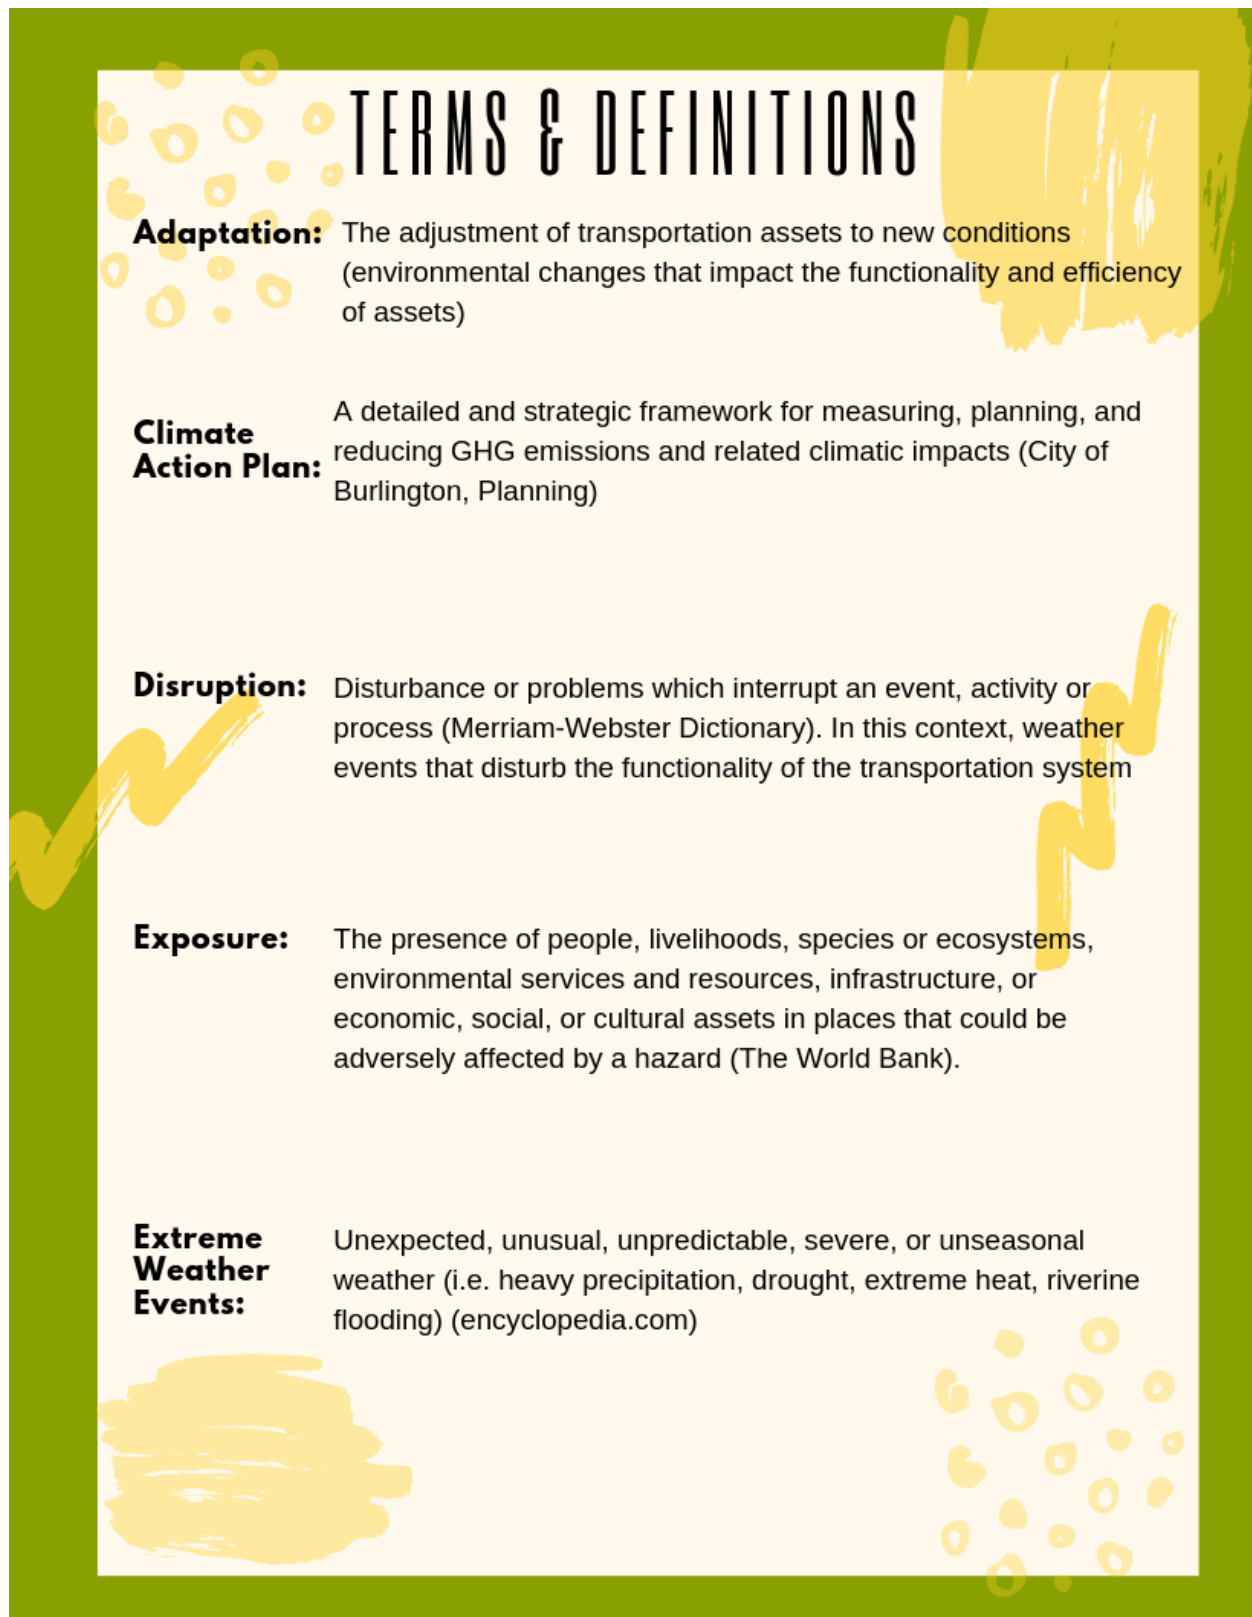 TERMS & DEFINITIONS
Adaptation:
The adjustment of transportation assets to new conditions
(environmental changes that impact the functionality and efficiency
of assets)
Climate
Action Plan:
A detailed and strategic framework for measuring, planning, and
reducing GHG emissions and related climatic impacts (City of
Burlington, Planning)
Disruption:
Disturbance or problems which interrupt an event, activity or
process (Merriam-Webster Dictionary). In this context, weather
events that disturb the functionality of the transportation system
Exposure:
The presence of people, livelihoods, species or ecosystems,
environmental services and resources, infrastructure, or
economic, social, or cultural assets in places that could be
adversely affected by a hazard (The World Bank).
Extreme
Weather
Events:
Unexpected, unusual, unpredictable, severe, or unseasonal
weather (i.e. heavy precipitation, drought, extreme heat, riverine
flooding) (encyclopedia.com)